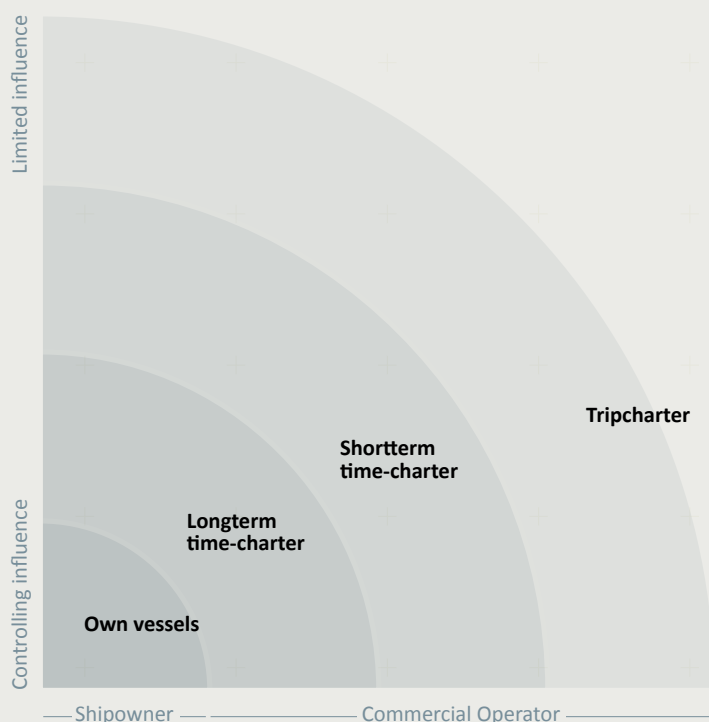 Limited influence
Tripcharter
Shortterm
time-charter
Longterm
time-charter
Controlling influence
Own vessels
Shipowner
Commercial Operator